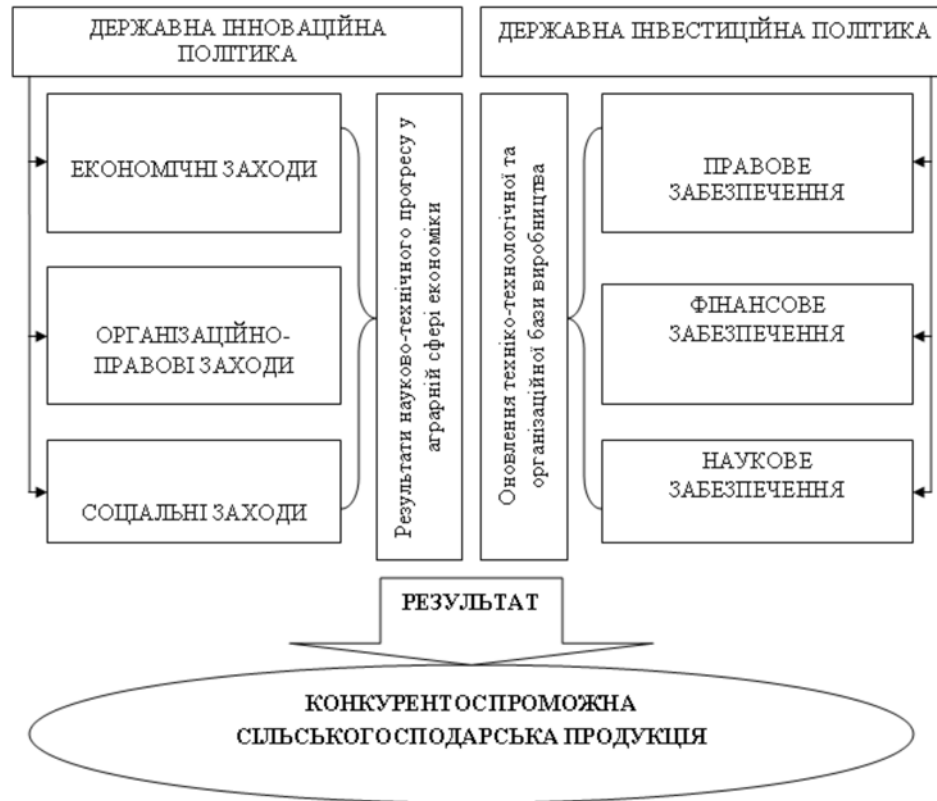 ДЕРЖАВНА ІННОВАЦІЙНА
ПОЛІТИКА
ДЕРЖАВНА ІНВЕСТИЦІЙНА ПОЛІТИКА
ЕКОНОМІЧНІ ЗАХОДИ
ОРГАНІЗАЦІЙНО-
ПРАВОВІ ЗАХОДИ
СОЦІАЛЬНІ ЗАХОДИ
Результати науково-технічного прогресу у
аграрній сфері економіки
Оновлення техніко-технологічної та
організаційної бази виробництва
ПРАВОВЕ
ЗАБЕЗПЕЧЕННЯ
ФІНАНСОВЕ
ЗАБЕЗПЕЧЕННЯ
НАУКОВЕ
ЗАБЕЗПЕЧЕННЯ
РЕЗУЛЬТАТ
КОНКУРЕНТОСПРОМОЖНА
СІЛЬСЬКОГОСПОДАРСЬКА ПРОДУКЦІЯ